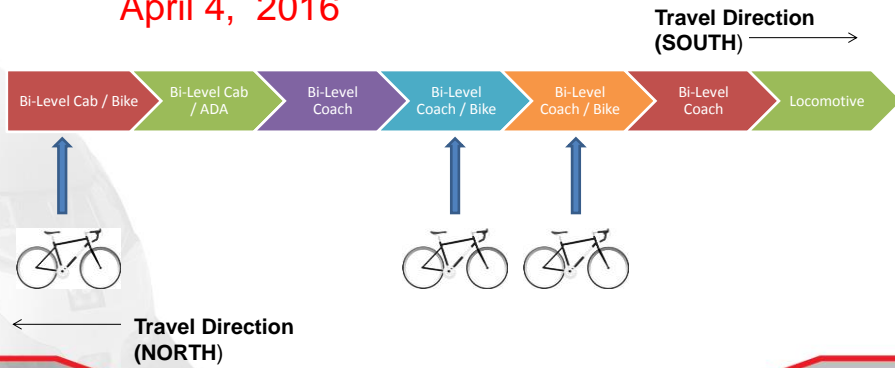 April 4, 2016
Travel Direction
(SOUTH)
Bi-Level Cab / Bike
Bi-Level Cab
/ ADA
Bi-Level
Coach
Bi-Level
Coach / Bike
Bi-Level
Coach / Bike
Bi-Level
Coach
Locomotive
Travel Direction
(NORTH)